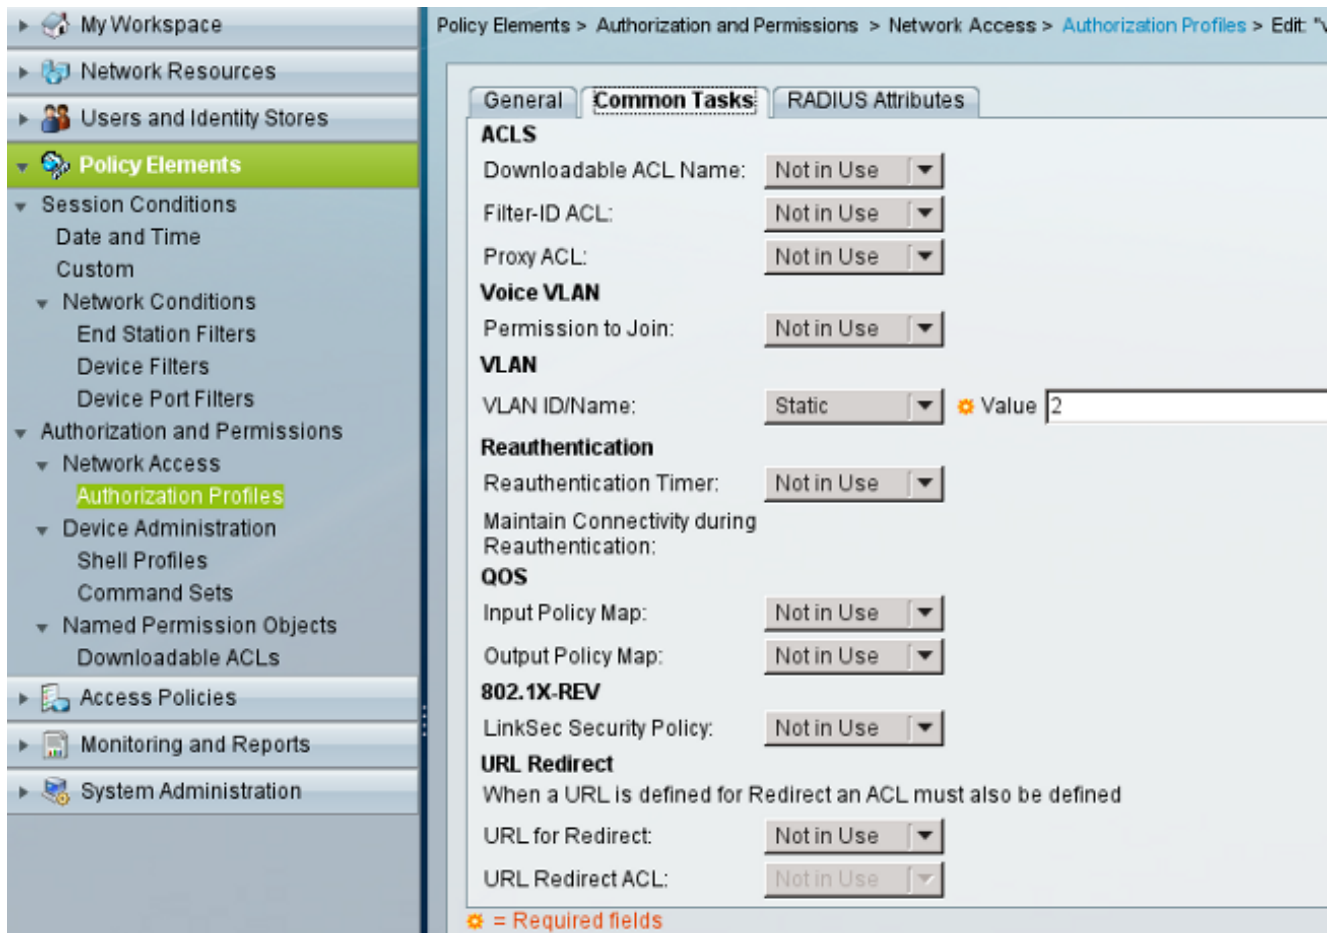 My Workspace
Network Resources
Users and Identity Stores
Policy Elements
Session Conditions
Date and Time
Custom
Network Conditions
End Station Filters
Device Filters
Device Port Filters
Authorization and Permissions
Network Access
Authorization Profiles
Device Administration
Shell Profiles
Command Sets
Named Permission Objects
Downloadable ACLs
Access Policies
Monitoring and Reports
System Administration
Policy Elements > Authorization and Permissions > Network Access > Authorization Profiles > Edit: "v
General Common Tasks RADIUS Attributes
ACLS
Downloadable ACL Name: Not in Use
Filter-ID ACL: Not in Use
Proxy ACL: Not in Use
Voice VLAN
Permission to Join: Not in Use
VLAN
VLAN ID/Name: Static Value 2
Reauthentication
Reauthentication Timer: Not in Use
Maintain Connectivity during
Reauthentication:
QOS
Input Policy Map: Not in Use
Output Policy Map: Not in Use
802.1X-REV
LinkSec Security Policy: Not in Use
URL Redirect
When a URL is defined for Redirect an ACL must also be defined
URL for Redirect: Not in Use
URL Redirect ACL: Not in Use
= Required fields